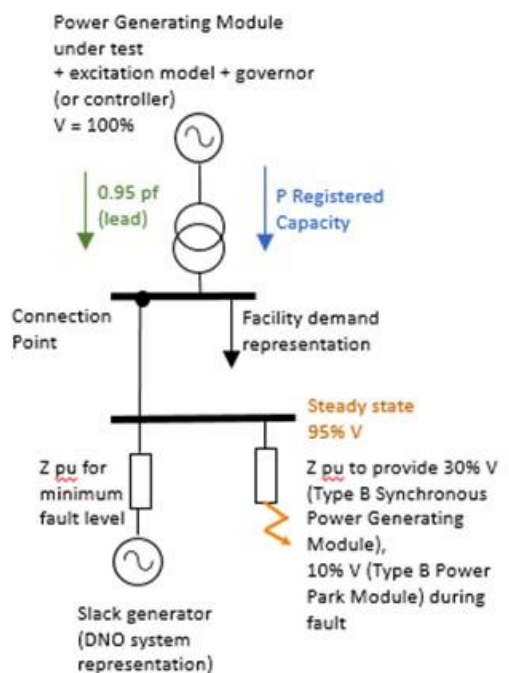 Power Generating Module
under test
+ excitation model + governor
(or controller)
V = 100%
0.95 pf
(lead)
P Registered
Capacity
Connection
Point
Facility demand
representation
Steady state
95% V
Z pu for
minimum
fault level
Z pu to provide 30% V
(Type B Synchronous
Power Generating
Module),
10% V (Type B Power
Park Module) during
fault
Slack generator
(DNO system
representation)